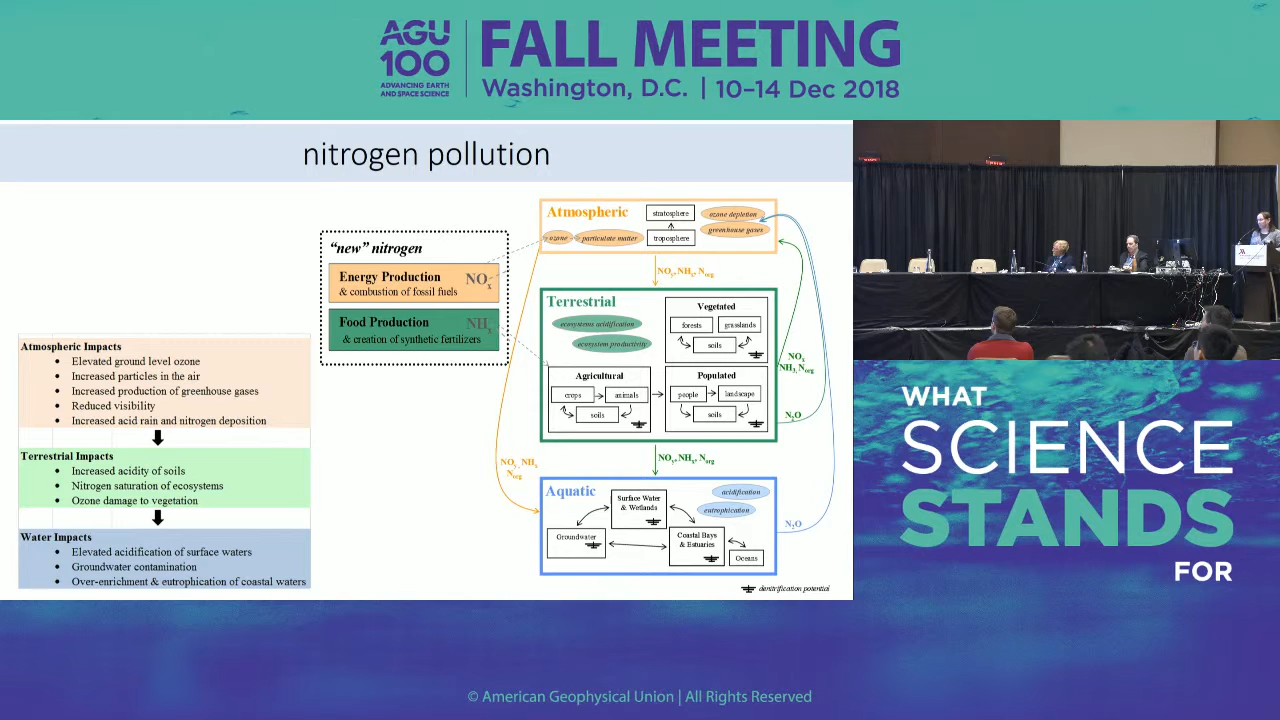 AGU
100
ADVANCING EARTH
AND SPACE SCIENCE
FALL MEETING
Washington, D.C. | 10–14 Dec 2018
nitrogen pollution
"new" nitrogen
Energy Production NOx
& combustion of fossil fuels
Food Production NHx
& creation of synthetic fertilizers
Atmospheric Impacts
• Elevated ground level ozone
• Increased particles in the air
• Increased production of greenhouse gases
• Reduced visibility
• Increased acid rain and nitrogen deposition
Terrestrial Impacts
• Increased acidity of soils
• Nitrogen saturation of ecosystems
• Ozone damage to vegetation
Water Impacts
• Elevated acidification of surface waters
• Groundwater contamination
• Over-enrichment & eutrophication of coastal waters
Atmospheric
stratosphere
ozone depletion
greenhouse gases
ozone
particulate matter
troposphere
NOy, NHx, Norg
Terrestrial
ecosystems acidification
ecosystem productivity
Vegetated
forests
grasslands
soils
Agricultural
crops
animals
soils
Populated
people
landscape
soils
NOx
NH3, Norg
N2O
NOy, NHx, Norg
NOy, NHx
Norg
Aquatic
Surface Water
& Wetlands
acidification
eutrophication
Groundwater
Coastal Bays
& Estuaries
Oceans
N2O
denitrification potential
WHAT
SCIENCE
STANDS
FOR
© American Geophysical Union | All Rights Reserved